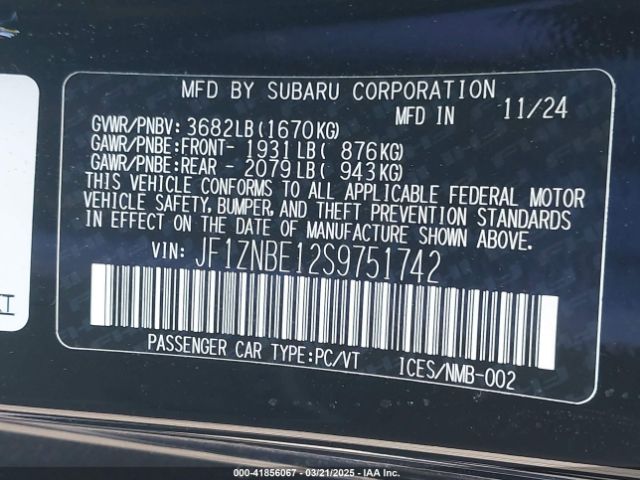 MFD BY SUBARU CORPORATION
MFD IN 11/24
GVWR/PNBV: 3682LB(1670KG)
GAWR/PNBE:FRONT- 1931LB( 876KG)
GAWR/PNBE:REAR - 2079LB( 943KG)
THIS VEHICLE CONFORMS TO ALL APPLICABLE FEDERAL MOTOR
VEHICLE SAFETY, BUMPER, AND THEFT PREVENTION STANDARDS
IN EFFECT ON THE DATE OF MANUFACTURE SHOWN ABOVE.
VIN: JF1ZNBE12S9751742
PASSENGER CAR TYPE:PC/VT ICES/NMB-002
000-41856067 - 03/21/2025 - IAA Inc.